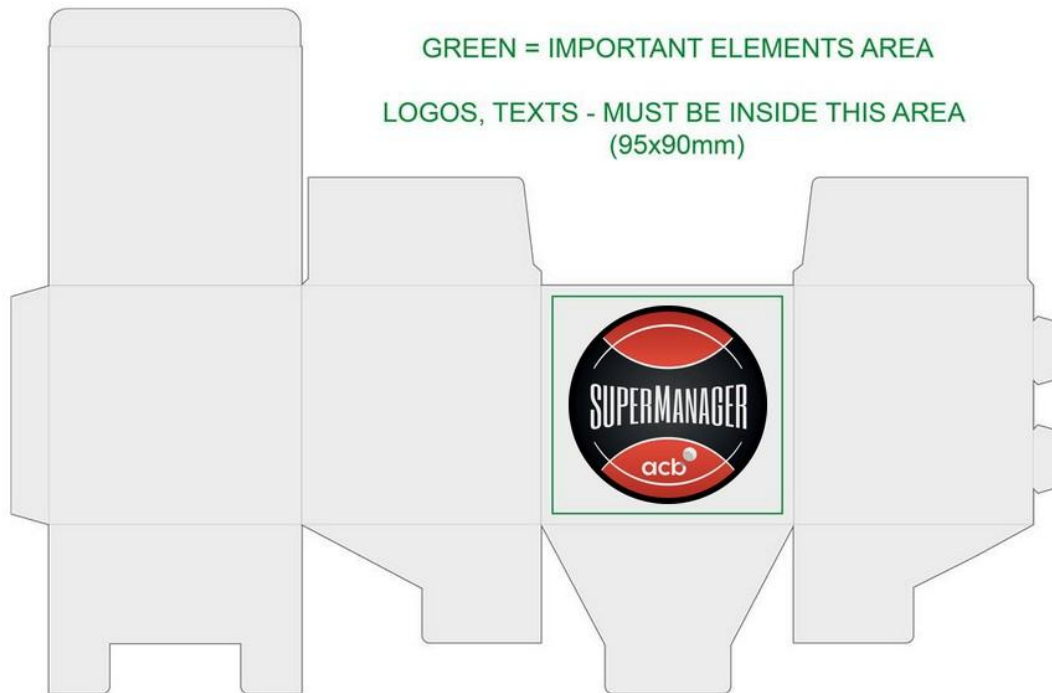 GREEN = IMPORTANT ELEMENTS AREA
LOGOS, TEXTS - MUST BE INSIDE THIS AREA
(95x90mm)
SUPERMANAGER
acb